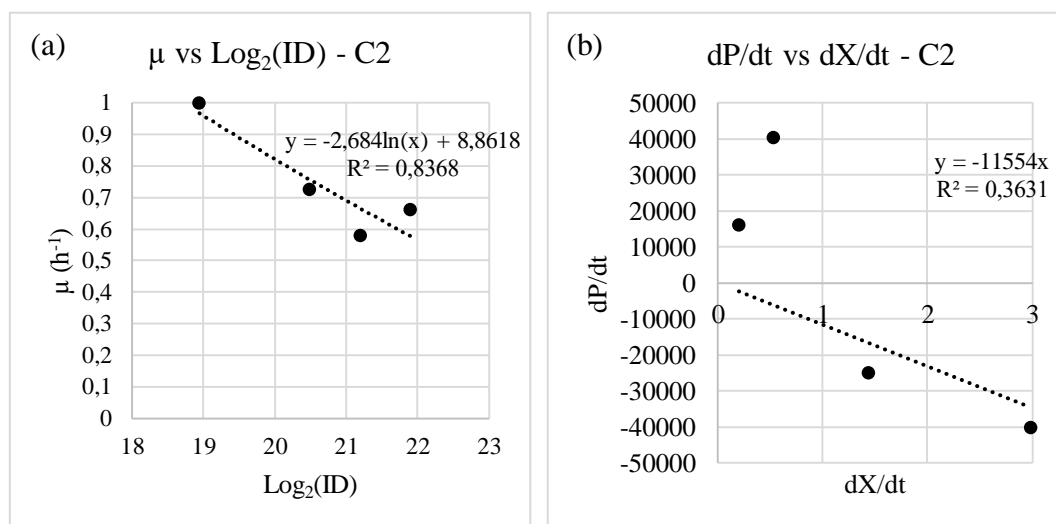 (a)
µ vs Log₂(ID) - C2
1
0,9
0,8
0,7
0,6
0,5
0,4
0,3
0,2
0,1
0
18 19 20 21 22 23
y = -2,684ln(x) + 8,8618
R² = 0,8368
µ (h⁻¹)
Log₂(ID)
(b)
dP/dt vs dX/dt - C2
50000
40000
30000
20000
10000
0
-10000
-20000
-30000
-40000
-50000
0 1 2 3
y = -11554x
R² = 0,3631
dP/dt
dX/dt